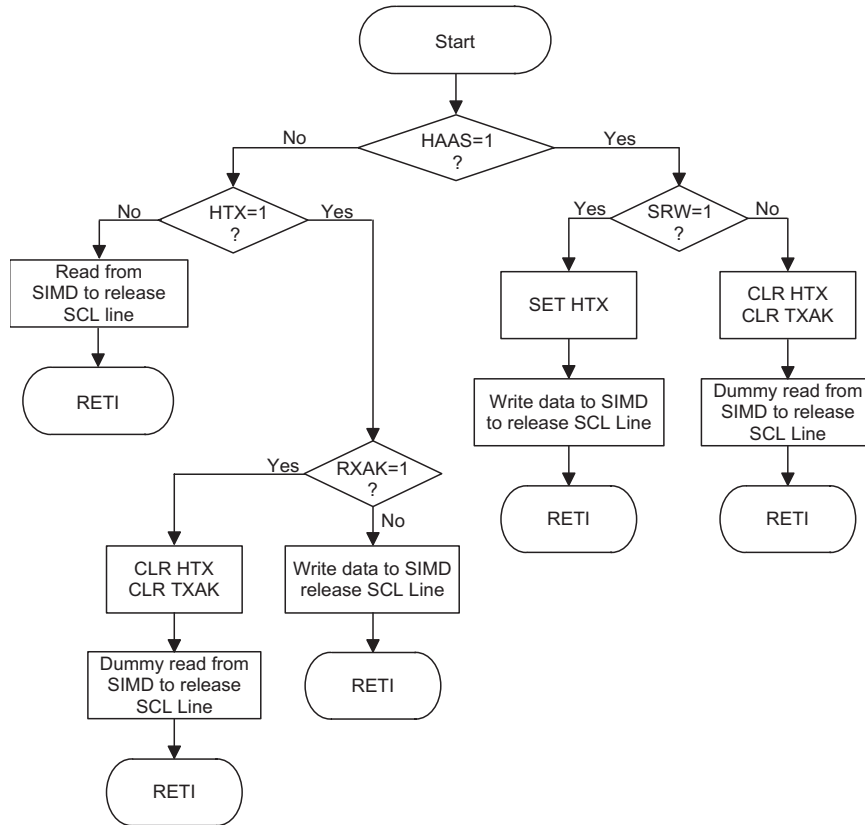 Start
HAAS=1
?
No
Yes
HTX=1
?
No
Yes
SRW=1
?
Yes
No
Read from
SIMD to release
SCL line
SET HTX
CLR HTX
CLR TXAK
RETI
Write data to SIMD
to release SCL Line
Dummy read from
SIMD to release
SCL Line
RXAK=1
?
Yes
No
RETI
RETI
CLR HTX
CLR TXAK
Write data to SIMD
release SCL Line
Dummy read from
SIMD to release
SCL Line
RETI
RETI